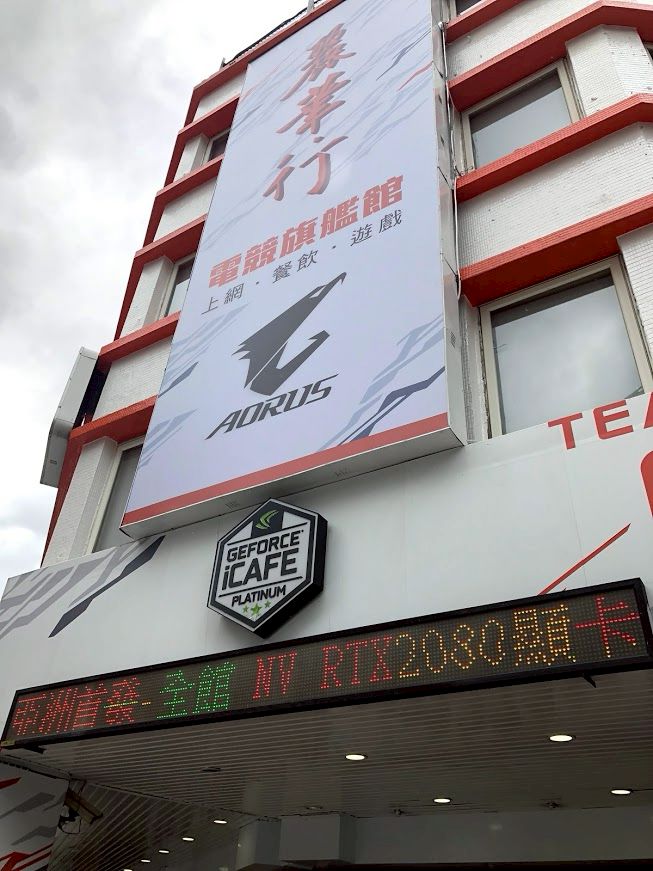 麗華行
電競旗艦館
上網·餐飲·遊戲
AORUS
TEA
GEFORCE
iCAFE
PLATINUM
亞洲首發-全館 NV RTX2080顯卡